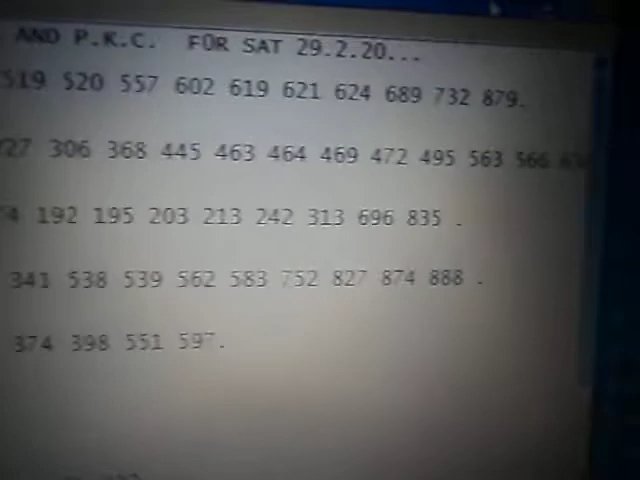 AND P.K.C. FOR SAT 29.2.20...
519 520 557 602 619 621 624 689 732 879.
306 368 445 463 464 469 472 495 563 566
192 195 203 213 242 313 696 835 .
341 538 539 562 583 752 827 874 888 .
374 398 551 597.